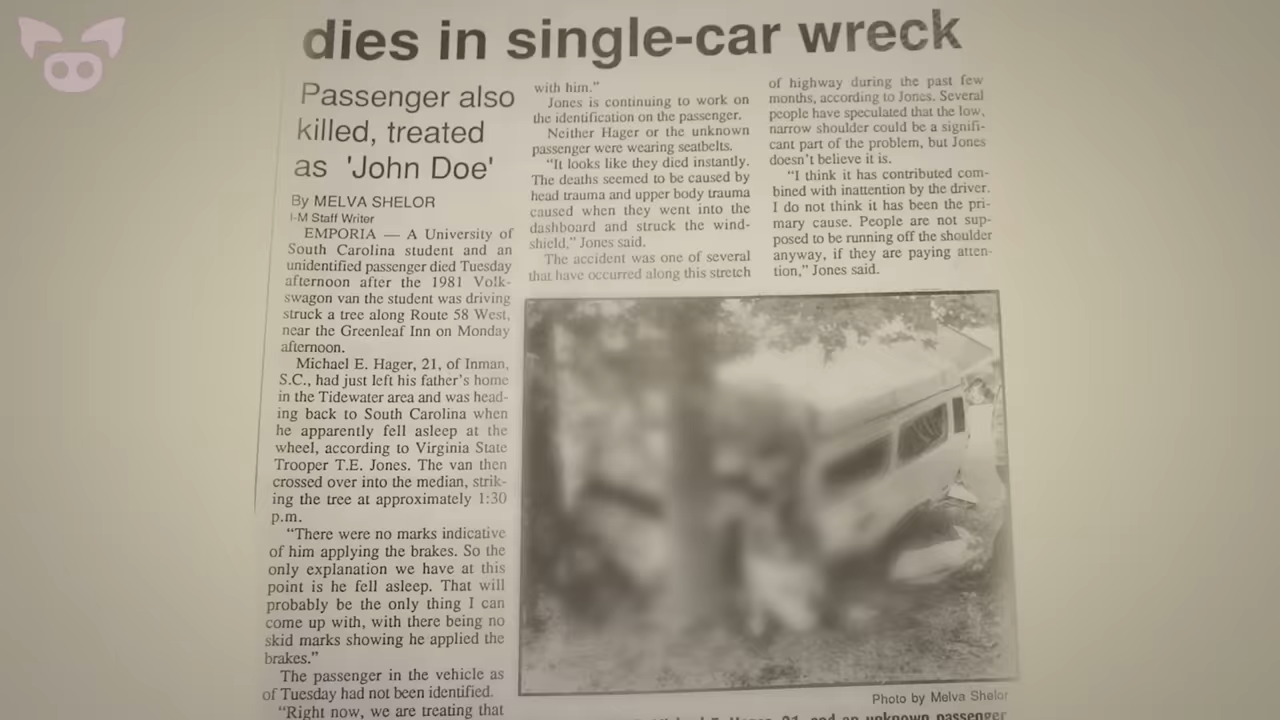 dies in single-car wreck
Passenger also
killed, treated
as 'John Doe'
By MELVA SHELOR
I-M Staff Writer
EMPORIA — A University of
South Carolina student and an
unidentified passenger died Tuesday
afternoon after the 1981 Volk-
swagon van the student was driving
struck a tree along Route 58 West,
near the Greenleaf Inn on Monday
afternoon.
Michael E. Hager, 21, of Inman,
S.C., had just left his father's home
in the Tidewater area and was head-
ing back to South Carolina when
he apparently fell asleep at the
wheel, according to Virginia State
Trooper T.E. Jones. The van then
crossed over into the median, strik-
ing the tree at approximately 1:30
p.m.
"There were no marks indicative
of him applying the brakes. So the
only explanation we have at this
point is he fell asleep. That will
probably be the only thing I can
come up with, with there being no
skid marks showing he applied the
brakes."
The passenger in the vehicle as
of Tuesday had not been identified.
"Right now, we are treating that
with him."
Jones is continuing to work on
the identification on the passenger.
Neither Hager or the unknown
passenger were wearing seatbelts.
"It looks like they died instantly.
The deaths seemed to be caused by
head trauma and upper body trauma
caused when they went into the
dashboard and struck the wind-
shield," Jones said.
The accident was one of several
that have occurred along this stretch
of highway during the past few
months, according to Jones. Several
people have speculated that the low,
narrow shoulder could be a signifi-
cant part of the problem, but Jones
doesn't believe it is.
"I think it has contributed com-
bined with inattention by the driver.
I do not think it has been the pri-
mary cause. People are not sup-
posed to be running off the shoulder
anyway, if they are paying atten-
tion," Jones said.
Photo by Melva Shelor
Hager, 21, and an unknown passenger